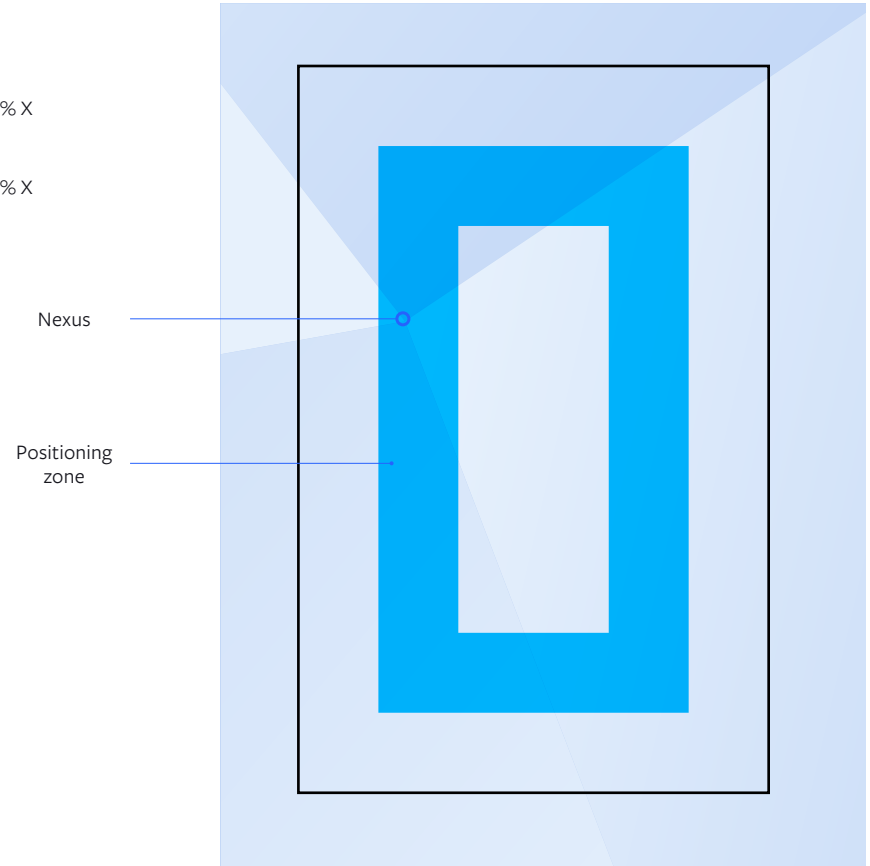 % X
% X
Nexus
Positioning
zone